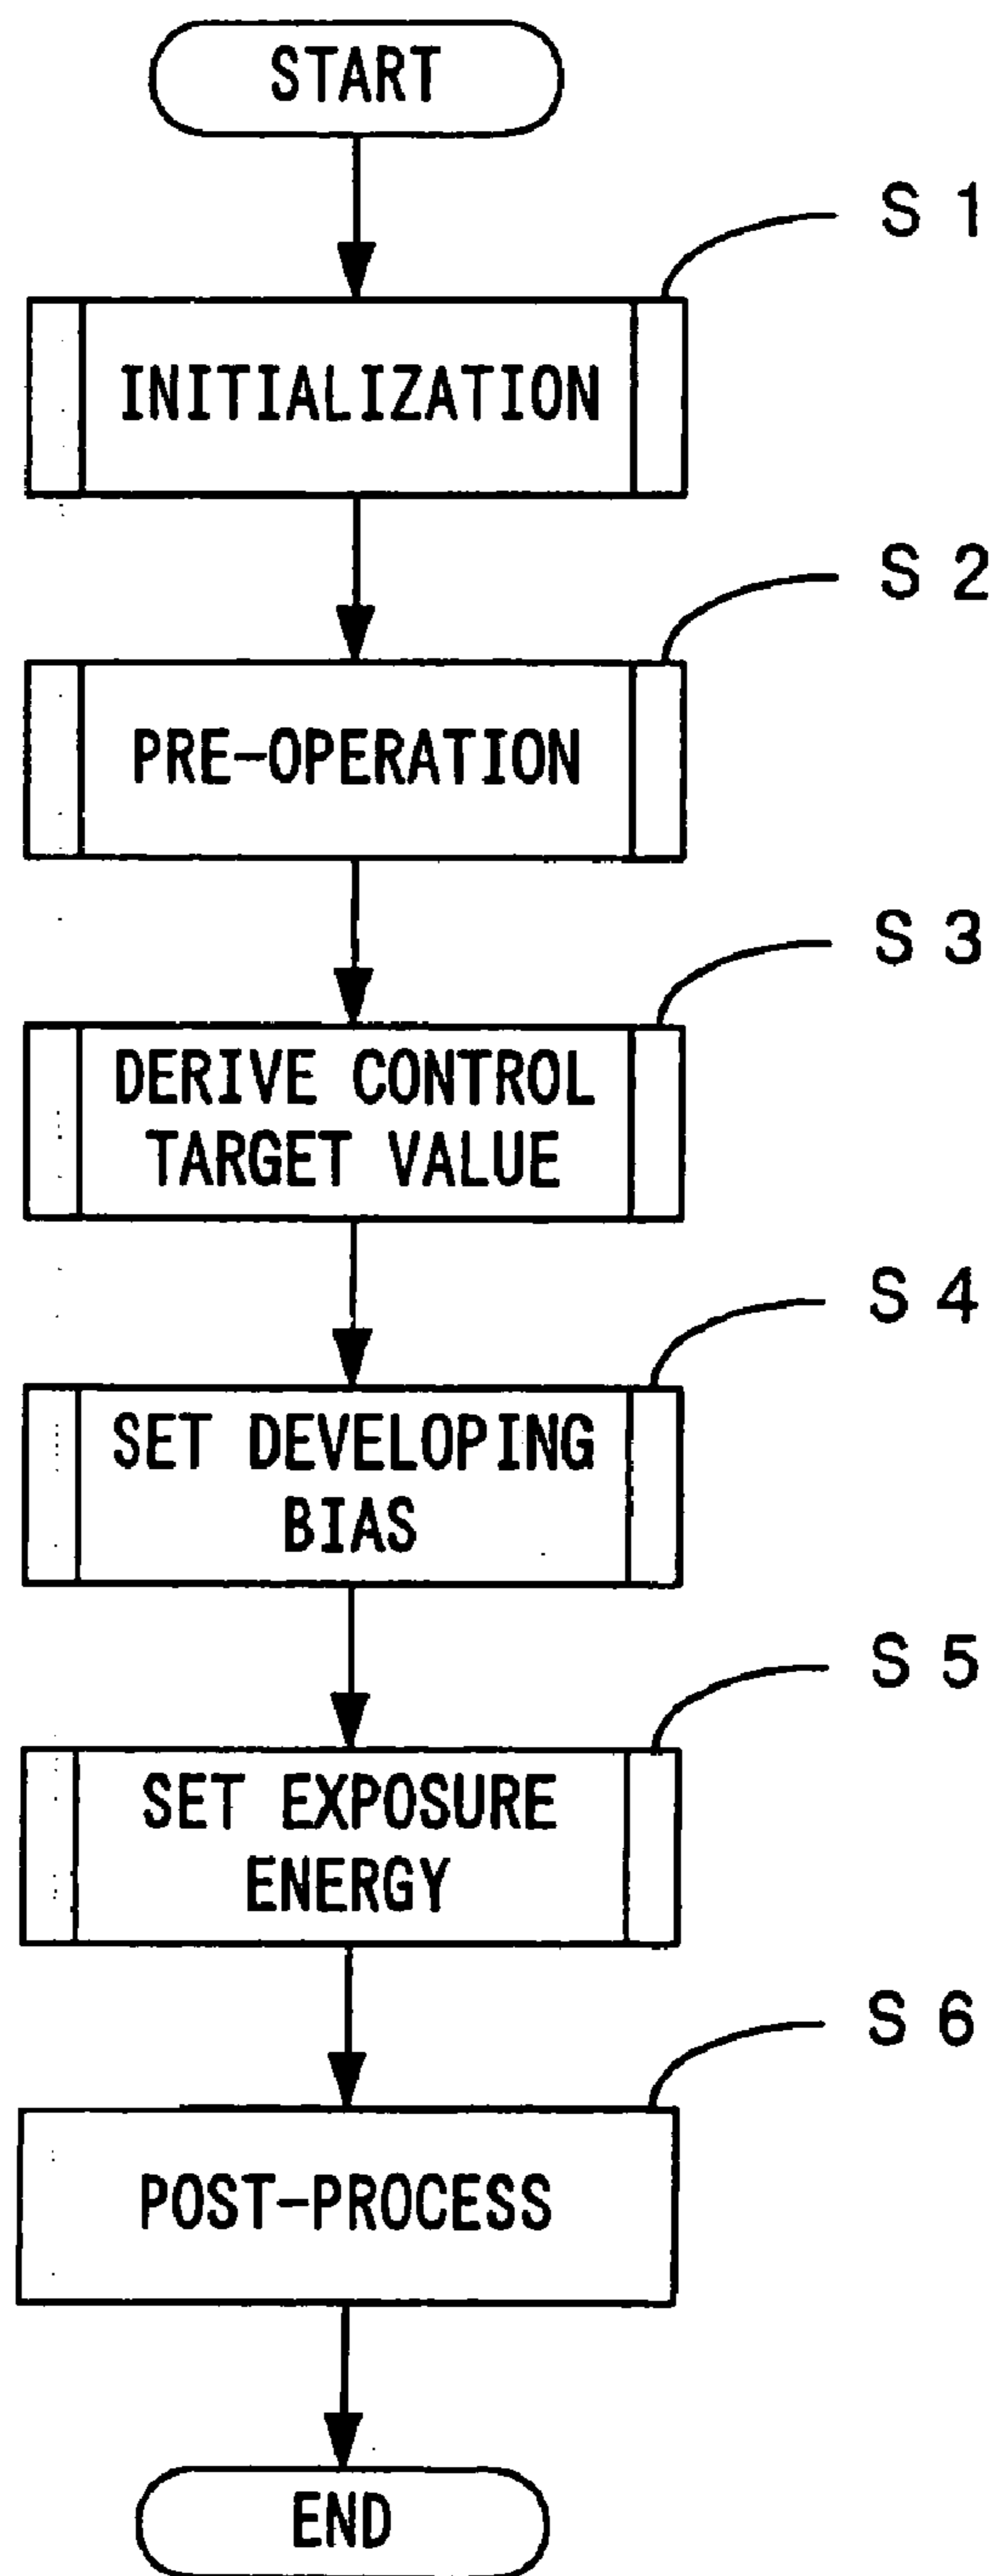 START
S 1
INITIALIZATION
S 2
PRE-OPERATION
S 3
DERIVE CONTROL
TARGET VALUE
S 4
SET DEVELOPING
BIAS
S 5
SET EXPOSURE
ENERGY
S 6
POST-PROCESS
END